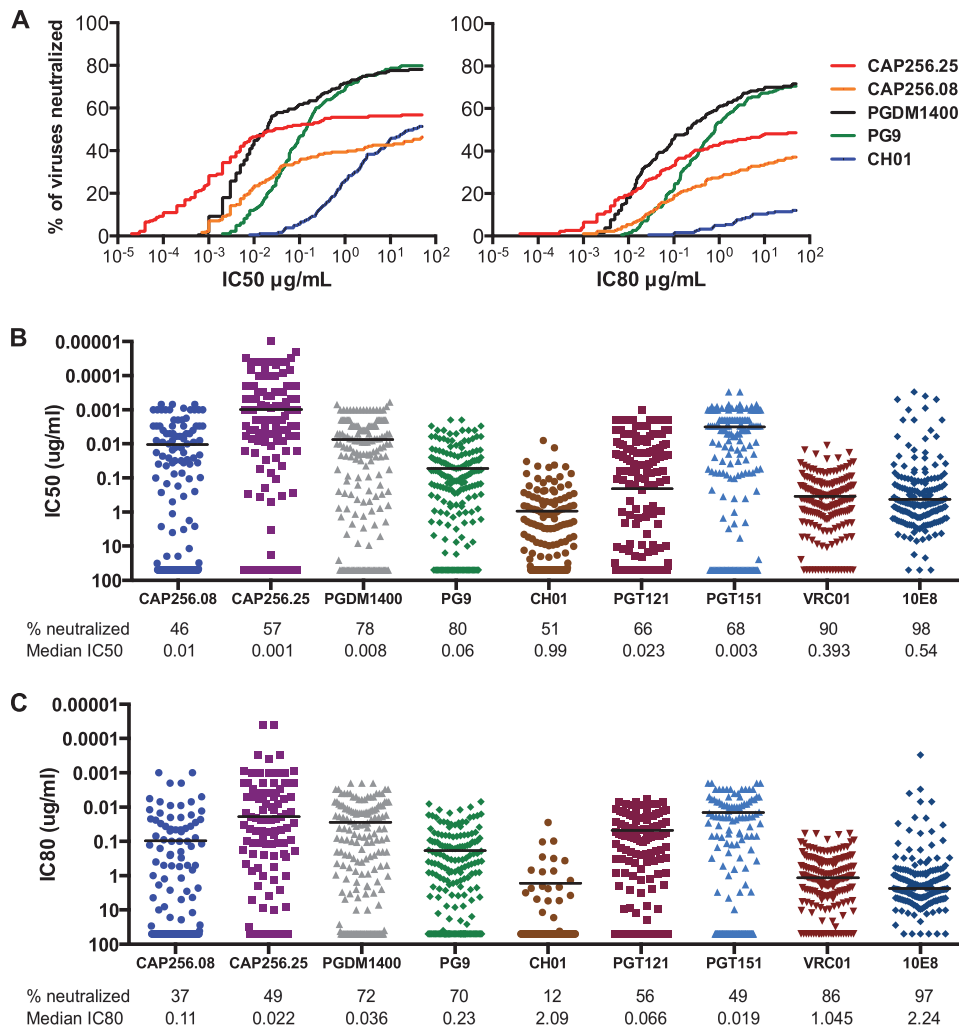 A
% of viruses neutralized
100
80
60
40
20
0
10-5 10-4 10-3 10-2 10-1 100 101 102
IC50 µg/mL
100
80
60
40
20
0
10-5 10-4 10-3 10-2 10-1 100 101 102
IC80 µg/mL
CAP256.25
CAP256.08
PGDM1400
PG9
CH01
B
IC50 (ug/ml)
0.00001
0.0001
0.001
0.01
0.1
1
10
100
CAP256.08 CAP256.25 PGDM1400 PG9 CH01 PGT121 PGT151 VRC01 10E8
% neutralized 46 57 78 80 51 66 68 90 98
Median IC50 0.01 0.001 0.008 0.06 0.99 0.023 0.003 0.393 0.54
C
IC80 (ug/ml)
0.00001
0.0001
0.001
0.01
0.1
1
10
100
CAP256.08 CAP256.25 PGDM1400 PG9 CH01 PGT121 PGT151 VRC01 10E8
% neutralized 37 49 72 70 12 56 49 86 97
Median IC80 0.11 0.022 0.036 0.23 2.09 0.066 0.019 1.045 2.24